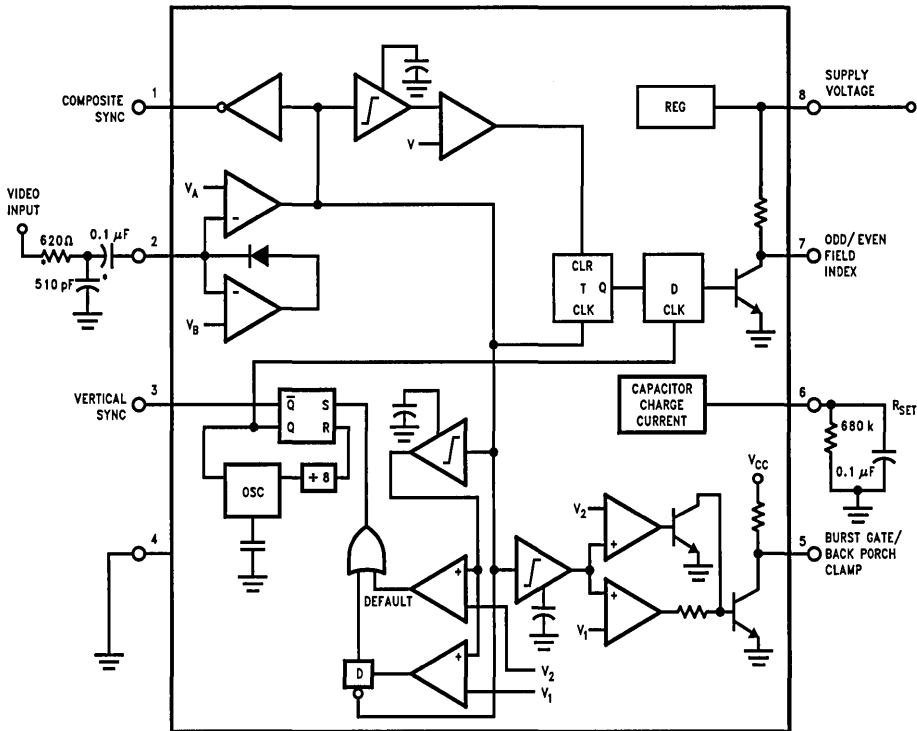 1
COMPOSITE
SYNC
VIDEO
INPUT
620Ω
*
0.1 μF
*
510 pF
2
VA
-
-
VB
V
REG
8
SUPPLY
VOLTAGE
7
ODD/EVEN
FIELD
INDEX
CLR
T Q
CLK
D
CLK
3
VERTICAL
SYNC
Q̅ S
Q R
OSC
÷8
CAPACITOR
CHARGE
CURRENT
6
RSET
680 k
0.1 μF
VCC
4
V2
+
+
V1
5
BURST GATE/
BACK PORCH
CLAMP
DEFAULT
+
+
D
V2
V1